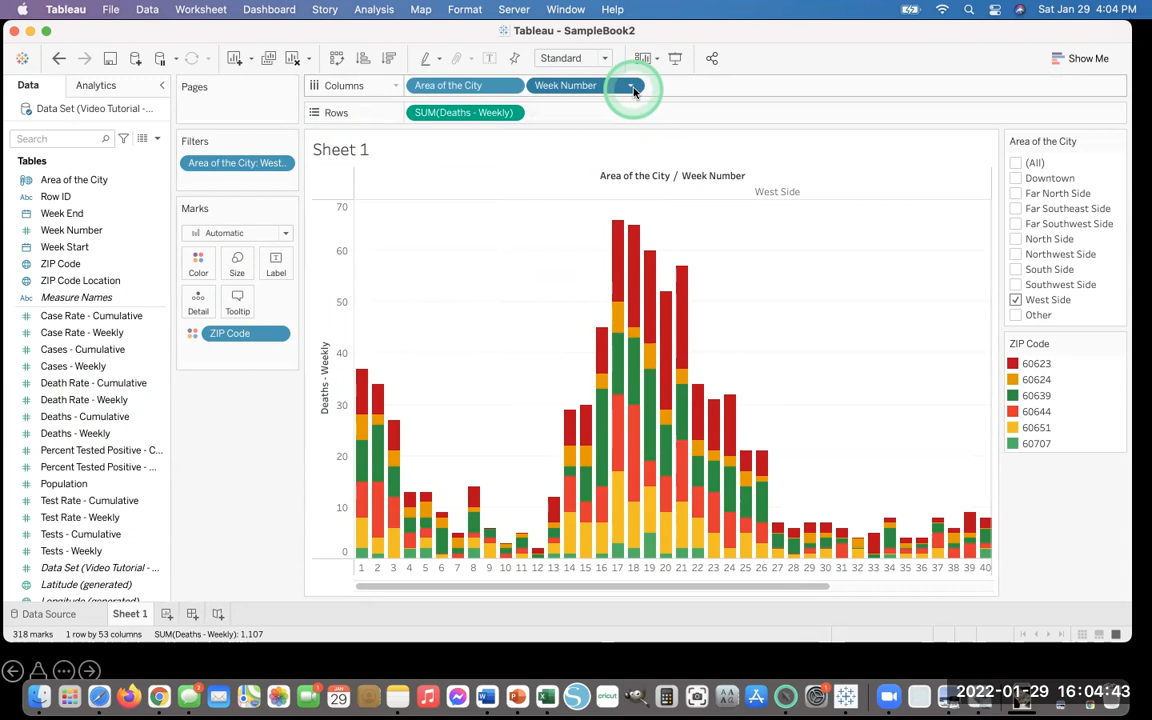 Tableau File Data Worksheet Dashboard Story Analysis Map Format Server Window Help Sat Jan 29 4:04 PM
Tableau - SampleBook2
Standard Show Me
Data Analytics Pages Columns Area of the City Week Number
Data Set (Video Tutorial -... Rows SUM(Deaths - Weekly)
Search
Tables
Abc Row ID
Area of the City
Week End
Week Number
Week Start
ZIP Code
ZIP Code Location
Abc Measure Names
Case Rate - Cumulative
Case Rate - Weekly
Cases - Cumulative
Cases - Weekly
Death Rate - Cumulative
Death Rate - Weekly
Deaths - Cumulative
Deaths - Weekly
Percent Tested Positive - C...
Percent Tested Positive - ...
Population
Test Rate - Cumulative
Test Rate - Weekly
Tests - Cumulative
Tests - Weekly
Data Set (Video Tutorial - ...
Latitude (generated)
Longitude (generated)
Filters
Area of the City: West..
Marks
Automatic
Color Size Label
Detail Tooltip
ZIP Code
Sheet 1
Area of the City / Week Number
West Side
70
60
50
40
30
20
10
0
Deaths - Weekly
1 2 3 4 5 6 7 8 9 10 11 12 13 14 15 16 17 18 19 20 21 22 23 24 25 26 27 28 29 30 31 32 33 34 35 36 37 38 39 40
Area of the City
(All)
Downtown
Far North Side
Far Southeast Side
Far Southwest Side
North Side
Northwest Side
South Side
Southwest Side
West Side
Other
ZIP Code
60623
60624
60639
60644
60651
60707
Data Source Sheet 1
318 marks 1 row by 53 columns SUM(Deaths - Weekly): 1,107
2022-01-29 16:04:43